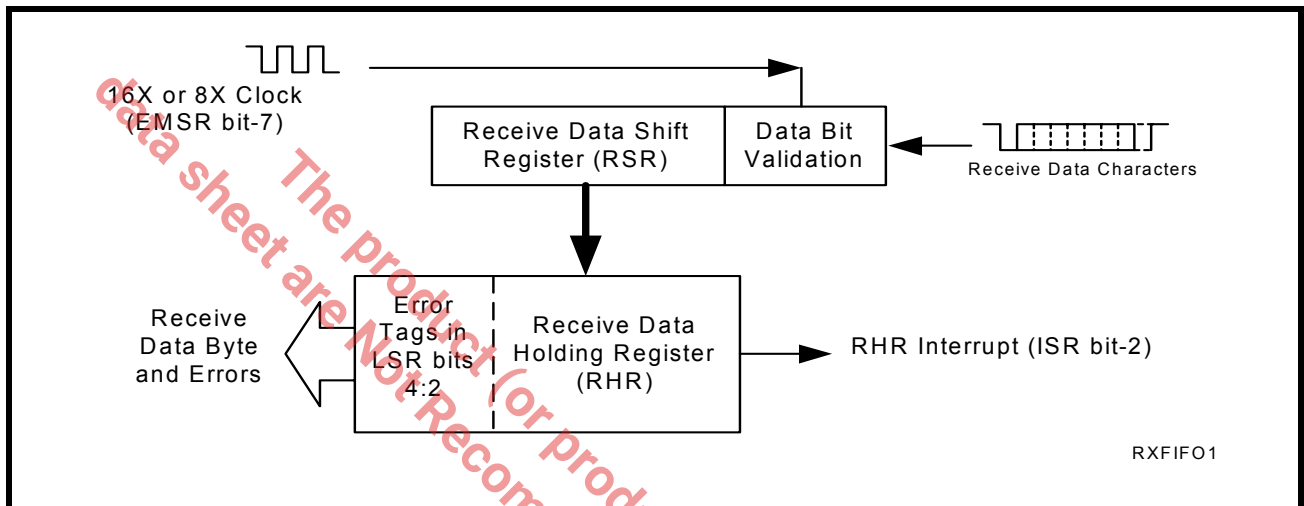 16X or 8X Clock
(EMSR bit-7)
Receive Data Shift
Register (RSR)
Data Bit
Validation
Receive Data Characters
Receive
Data Byte
and Errors
Error
Tags in
LSR bits
4:2
Receive Data
Holding Register
(RHR)
RHR Interrupt (ISR bit-2)
RXFIFO1
The product (or produ
data sheet are Not Recom